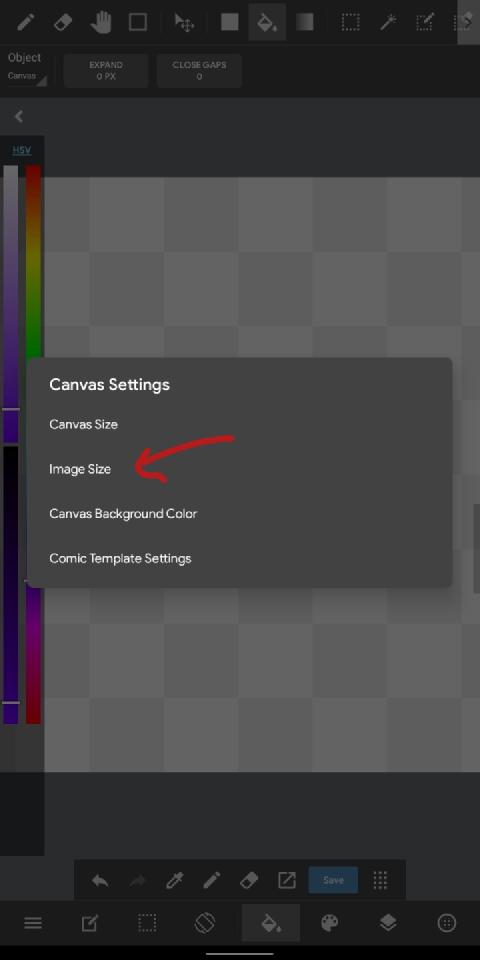 Object
Canvas
EXPAND
0 PX
CLOSE GAPS
0
HSV
Canvas Settings
Canvas Size
Image Size
Canvas Background Color
Comic Template Settings
Save